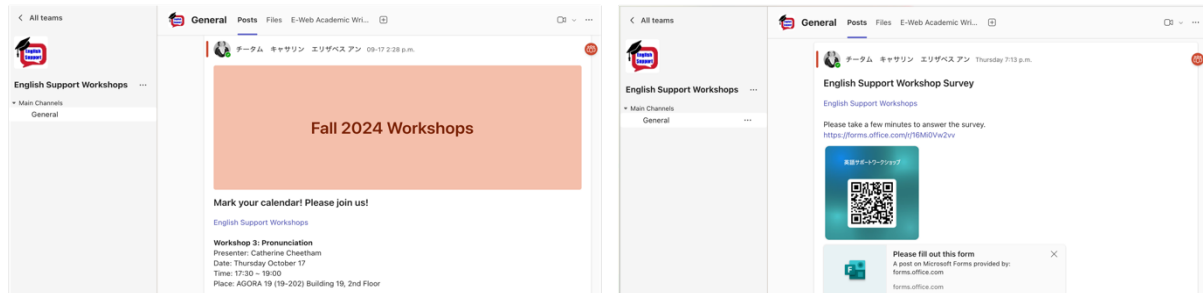 All teams
English Support
English Support Workshops
Main Channels
General
General Posts Files E-Web Academic Wri...
チータム キャサリン エリザベス アン 09-17 2:28 p.m.
Fall 2024 Workshops
Mark your calendar! Please join us!
English Support Workshops
Workshop 3: Pronunciation
Presenter: Catherine Cheetham
Date: Thursday October 17
Time: 17:30 ~ 19:00
Place: AGORA 19 (19-202) Building 19, 2nd Floor
All teams
English Support
English Support Workshops
Main Channels
General
General Posts Files E-Web Academic Wri...
チータム キャサリン エリザベス アン Thursday 7:13 p.m.
English Support Workshop Survey
English Support Workshops
Please take a few minutes to answer the survey.
https://forms.office.com/r/16Mi0Vw2vv
英語サポートワークショップ
Please fill out this form
A post on Microsoft Forms provided by:
forms.office.com
forms.office.com